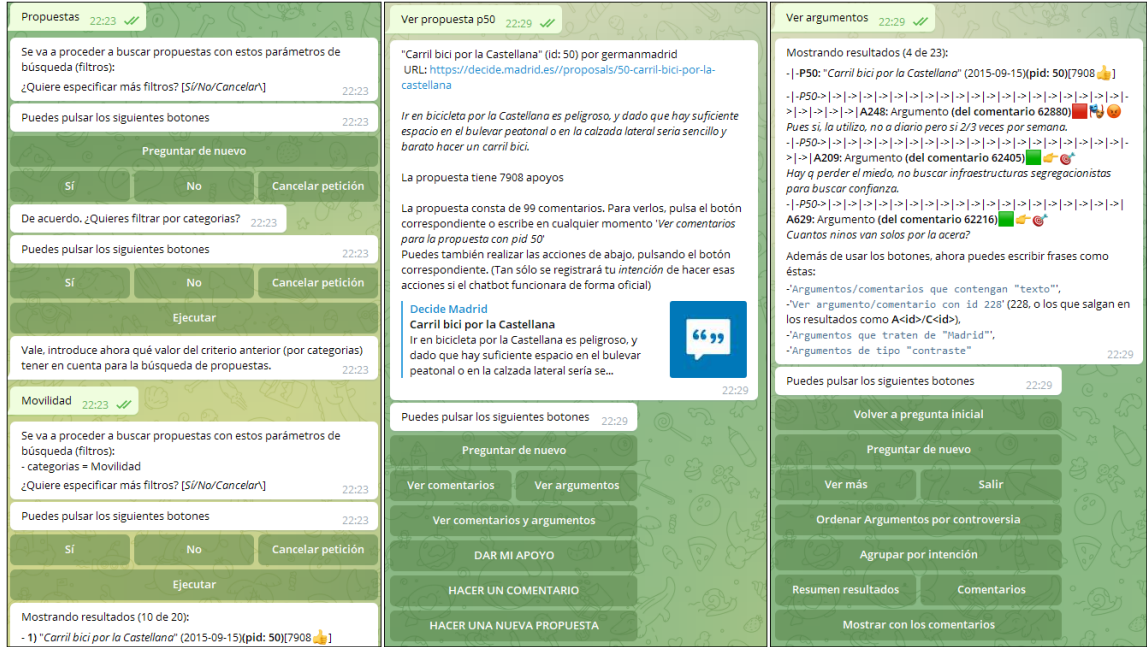 Propuestas 22:23
Se va a proceder a buscar propuestas con estos parámetros de
búsqueda (filtros):
¿Quiere especificar más filtros? [Sí/No/Cancelar\]
22:23
Puedes pulsar los siguientes botones
22:23
Preguntar de nuevo
Sí No Cancelar petición
De acuerdo. ¿Quieres filtrar por categorias? 22:23
Puedes pulsar los siguientes botones
22:23
Sí No Cancelar petición
Ejecutar
Vale, introduce ahora qué valor del criterio anterior (por categorias)
tener en cuenta para la búsqueda de propuestas.
22:23
Movilidad 22:23
Se va a proceder a buscar propuestas con estos parámetros de
búsqueda (filtros):
- categorias = Movilidad
¿Quiere especificar más filtros? [Sí/No/Cancelar\]
22:23
Puedes pulsar los siguientes botones
22:23
Sí No Cancelar petición
Ejecutar
Mostrando resultados (10 de 20):
- 1) "Carril bici por la Castellana" (2015-09-15)(pid: 50)[7908👍]
Ver propuesta p50 22:29
"Carril bici por la Castellana" (id: 50) por germanmadrid
URL: https://decide.madrid.es//proposals/50-carril-bici-por-la-
castellana
Ir en bicicleta por la Castellana es peligroso, y dado que hay suficiente
espacio en el bulevar peatonal o en la calzada lateral seria sencillo y
barato hacer un carril bici.
La propuesta tiene 7908 apoyos
La propuesta consta de 99 comentarios. Para verlos, pulsa el botón
correspondiente o escribe en cualquier momento 'Ver comentarios
para la propuesta con pid 50'
Puedes también realizar las acciones de abajo, pulsando el botón
correspondiente. (Tan sólo se registrará tu intención de hacer esas
acciones si el chatbot funcionara de forma oficial)
Decide Madrid
Carril bici por la Castellana
Ir en bicicleta por la Castellana es peligroso, y
dado que hay suficiente espacio en el bulevar
peatonal o en la calzada lateral sería se...
22:29
Puedes pulsar los siguientes botones 22:29
Preguntar de nuevo
Ver comentarios Ver argumentos
Ver comentarios y argumentos
DAR MI APOYO
HACER UN COMENTARIO
HACER UNA NUEVA PROPUESTA
Ver argumentos 22:29
Mostrando resultados (4 de 23):
-|-P50: "Carril bici por la Castellana" (2015-09-15)(pid: 50)[7908👍]
-|-P50->|->|->|->|->|->|->|->|->|->|->|->|->|->|->|->|->|->|-
>|->|->|->|->|A248: Argumento (del comentario 62880)
Pues si, la utilizo, no a diario pero si 2/3 veces por semana.
-|-P50->|->|->|->|->|->|->|->|->|->|->|->|->|->|->|->|->|->|-
>|->|A209: Argumento (del comentario 62405)
Hay q perder el miedo, no buscar infraestructuras segregacionistas
para buscar confianza.
-|-P50->|->|->|->|->|->|->|->|->|->|->|->|->|->|->|->|->|->|
A629: Argumento (del comentario 62216)
Cuantos ninos van solos por la acera?
Además de usar los botones, ahora puedes escribir frases como
éstas:
-'Argumentos/comentarios que contengan "texto"',
-'Ver argumento/comentario con id 228' (228, o los que salgan en
los resultados como A<id>/C<id>),
-'Argumentos que traten de "Madrid"',
-'Argumentos de tipo "contraste"
22:29
Puedes pulsar los siguientes botones
22:29
Volver a pregunta inicial
Preguntar de nuevo
Ver más Salir
Ordenar Argumentos por controversia
Agrupar por intención
Resumen resultados Comentarios
Mostrar con los comentarios